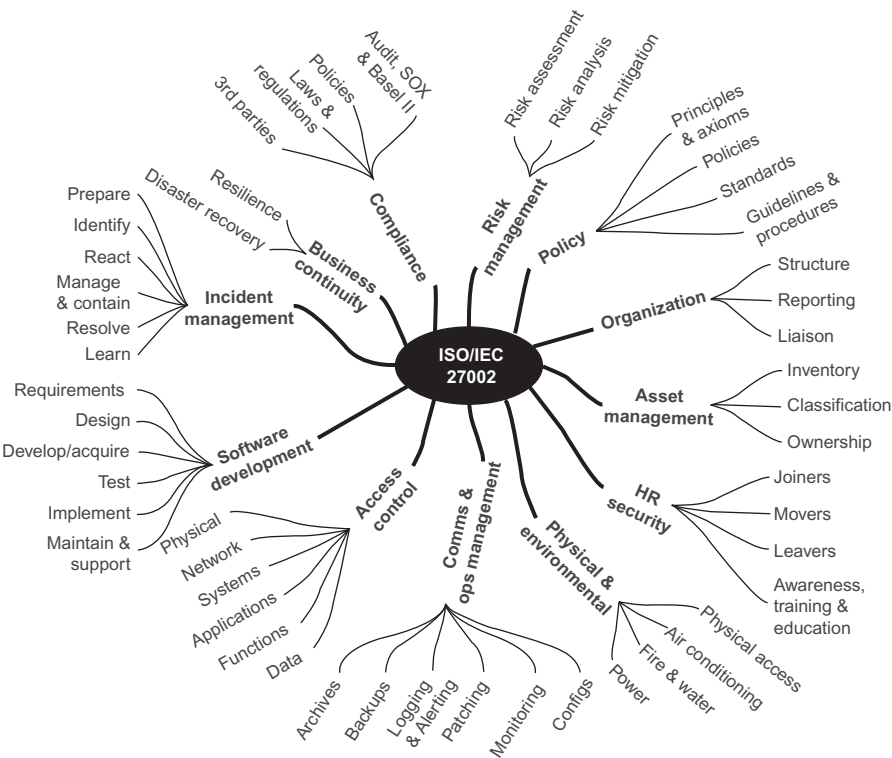 ISO/IEC
27002
Risk
management
Risk assessment
Risk analysis
Risk mitigation
Policy
Principles
& axioms
Policies
Standards
Guidelines &
procedures
Organization
Structure
Reporting
Liaison
Asset
management
Inventory
Classification
Ownership
HR
security
Joiners
Movers
Leavers
Awareness,
training &
education
Physical &
environmental
Physical access
Air conditioning
Fire & water
Power
Comms &
ops management
Configs
Monitoring
Patching
Logging
& Alerting
Backups
Archives
Access
control
Physical
Network
Systems
Applications
Functions
Data
Software
development
Requirements
Design
Develop/acquire
Test
Implement
Maintain &
support
Incident
management
Prepare
Identify
React
Manage
& contain
Resolve
Learn
Business
continuity
Resilience
Disaster recovery
Compliance
3rd parties
Laws &
regulations
Policies
Audit, SOX
& Basel II